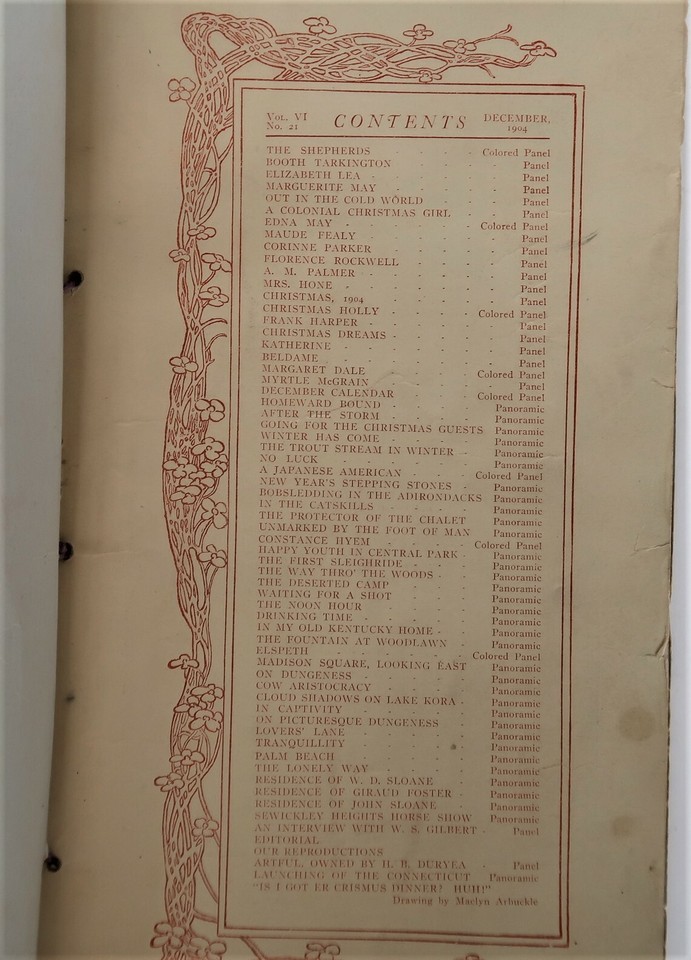 Vol. VI
No. 21
CONTENTS
DECEMBER,
1904
THE SHEPHERDS - - - - Colored Panel
BOOTH TARKINGTON - - - - Panel
ELIZABETH LEA - - - - - Panel
MARGUERITE MAY - - - - - Panel
OUT IN THE COLD WORLD - - - Panel
A COLONIAL CHRISTMAS GIRL - - Panel
EDNA MAY - - - - - - Colored Panel
MAUDE FEALY - - - - - - Panel
CORINNE PARKER - - - - - Panel
FLORENCE ROCKWELL - - - - Panel
A. M. PALMER - - - - - - Panel
MRS. HONE - - - - - - - Panel
CHRISTMAS, 1904 - - - - - Panel
CHRISTMAS HOLLY - - - - Colored Panel
FRANK HARPER - - - - - - Panel
CHRISTMAS DREAMS - - - - - Panel
KATHERINE - - - - - - - Panel
BELDAME - - - - - - - Panel
MARGARET DALE - - - - Colored Panel
MYRTLE McGRAIN - - - - - Panel
DECEMBER CALENDAR - - - Colored Panel
HOMEWARD BOUND - - - - Panoramic
AFTER THE STORM - - - - Panoramic
GOING FOR THE CHRISTMAS GUESTS Panoramic
WINTER HAS COME - - - - Panoramic
THE TROUT STREAM IN WINTER - Panoramic
NO LUCK - - - - - - Panoramic
A JAPANESE AMERICAN - - - Colored Panel
NEW YEAR'S STEPPING STONES - Panoramic
BOBSLEDDING IN THE ADIRONDACKS Panoramic
IN THE CATSKILLS - - - - Panoramic
THE PROTECTOR OF THE CHALET Panoramic
UNMARKED BY THE FOOT OF MAN Panoramic
CONSTANCE HYEM - - - - Colored Panel
HAPPY YOUTH IN CENTRAL PARK - Panoramic
THE FIRST SLEIGHRIDE - - - Panoramic
THE WAY THRO' THE WOODS - - Panoramic
THE DESERTED CAMP - - - Panoramic
WAITING FOR A SHOT - - - Panoramic
THE NOON HOUR - - - - Panoramic
DRINKING TIME - - - - - Panoramic
IN MY OLD KENTUCKY HOME - - Panoramic
THE FOUNTAIN AT WOODLAWN - Panoramic
ELSPETH - - - - - - Colored Panel
MADISON SQUARE, LOOKING EAST Panoramic
ON DUNGENESS - - - - - Panoramic
COW ARISTOCRACY - - - - Panoramic
CLOUD SHADOWS ON LAKE KORA - Panoramic
IN CAPTIVITY - - - - - Panoramic
ON PICTURESQUE DUNGENESS - Panoramic
LOVERS' LANE - - - - - Panoramic
TRANQUILLITY - - - - - Panoramic
PALM BEACH - - - - - Panoramic
THE LONELY WAY - - - - Panoramic
RESIDENCE OF W. D. SLOANE - Panoramic
RESIDENCE OF GIRAUD FOSTER - Panoramic
RESIDENCE OF JOHN SLOANE - Panoramic
SEWICKLEY HEIGHTS HORSE SHOW Panoramic
AN INTERVIEW WITH W. S. GILBERT - Panel
EDITORIAL
OUR REPRODUCTIONS
ARTFUL, OWNED BY H. B. DURYEA - Panel
LAUNCHING OF THE CONNECTICUT Panoramic
"IS I GOT ER CRISMUS DINNER? HUH!"
Drawing by Maclyn Arbuckle